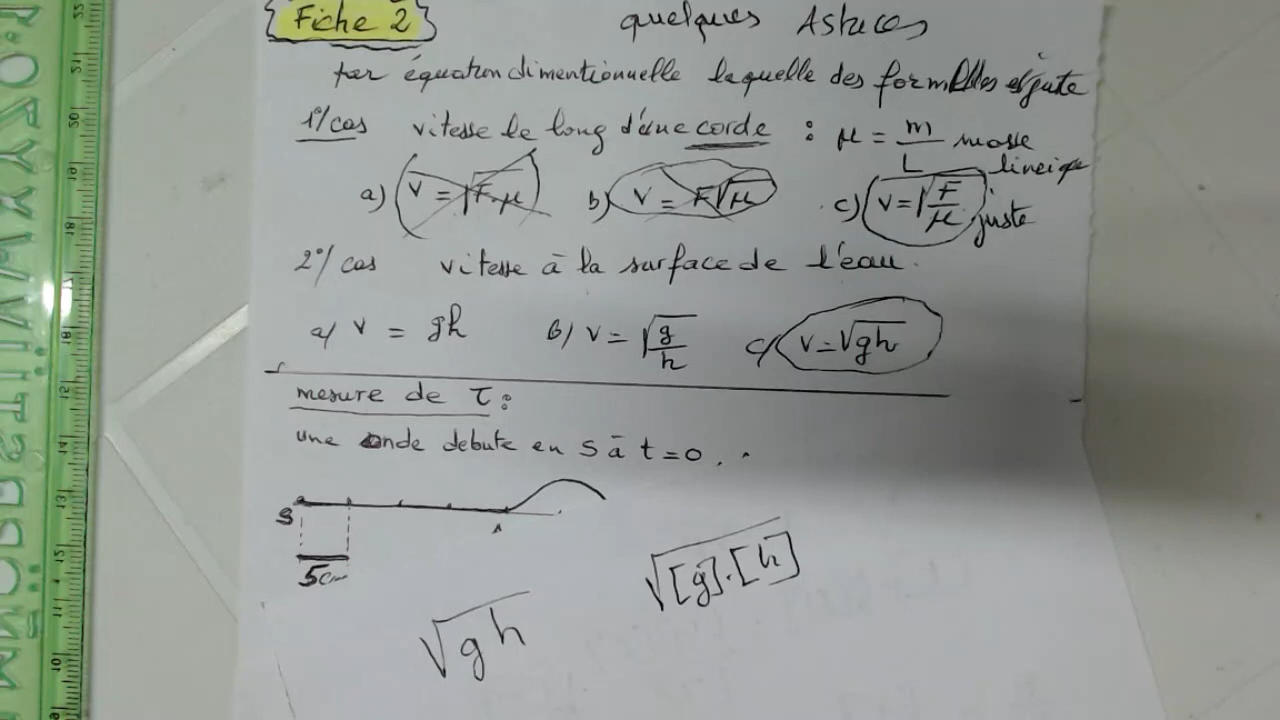 Fiche 2
quelques Astuces
par équation dimentionnelle laquelle des formelles est juste
1°/ cas vitesse le long d'une corde : μ = m/L masse lineique
a) V = √F.μ b) V = F√μ c) V = √F/μ juste
2°/ cas vitesse à la surface de l'eau.
a/ V = gh b/ V = √g/h c/ V = √gh
mesure de τ :
une onde debute en S à t = 0.
S
5cm
√[g].[h]
√gh